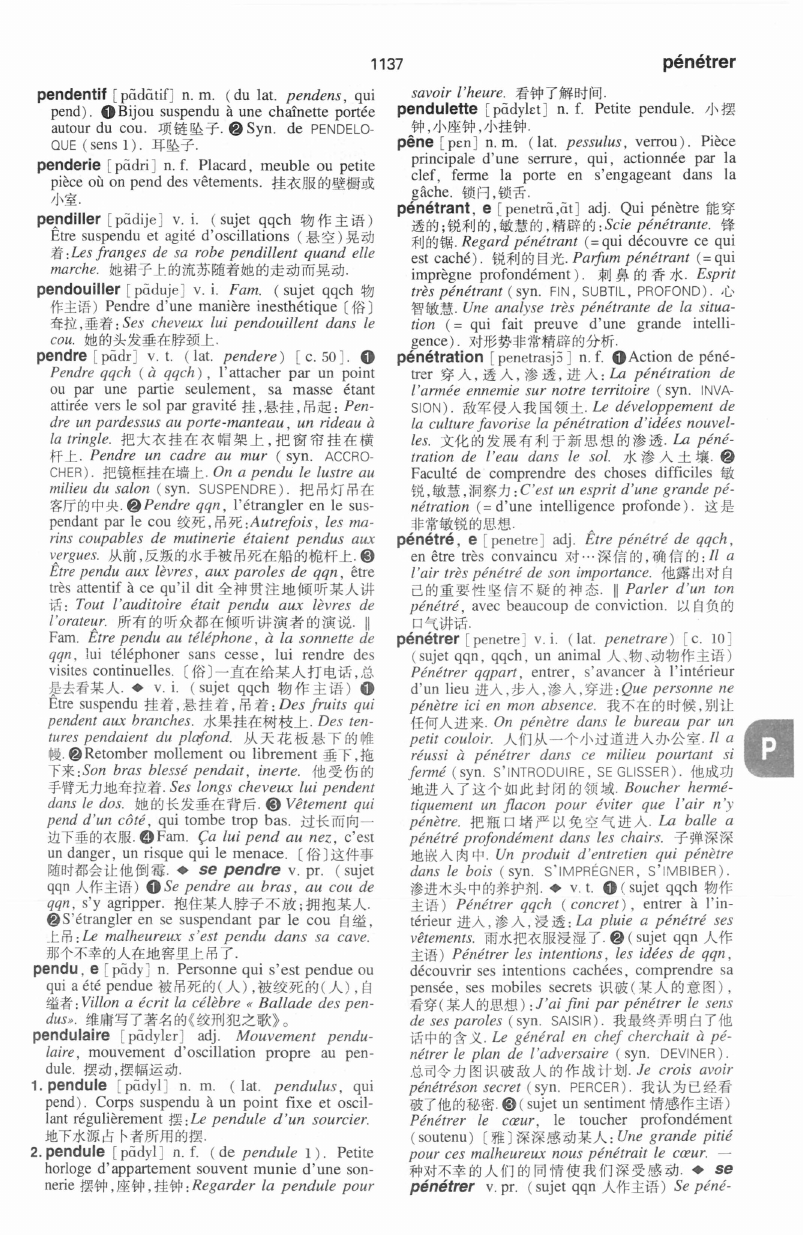 1137
pénétrer
pendentif [pɑ̃dɑ̃tif] n. m. (du lat. pendens, qui
pend). ❶Bijou suspendu à une chaînette portée
autour du cou. 项链坠子. ❷Syn. de PENDELO-
QUE (sens 1). 耳坠子.
penderie [pɑ̃dri] n. f. Placard, meuble ou petite
pièce où on pend des vêtements. 挂衣服的壁橱或
小室.
pendiller [pɑ̃dije] v. i. (sujet qqch 物作主语)
Être suspendu et agité d'oscillations (悬空)晃动
着:Les franges de sa robe pendillent quand elle
marche. 她裙子上的流苏随着她的走动而晃动.
pendouiller [pɑ̃duje] v. i. Fam. (sujet qqch 物
作主语) Pendre d'une manière inesthétique [俗]
耷拉,垂着:Ses cheveux lui pendouillent dans le
cou. 她的头发垂在脖颈上.
pendre [pɑ̃dr] v. t. (lat. pendere) [c. 50]. ❶
Pendre qqch (à qqch), l'attacher par un point
ou par une partie seulement, sa masse étant
attirée vers le sol par gravité 挂,悬挂,吊起: Pen-
dre un pardessus au porte-manteau, un rideau à
la tringle. 把大衣挂在衣帽架上,把窗帘挂在横
杆上. Pendre un cadre au mur (syn. ACCRO-
CHER). 把镜框挂在墙上. On a pendu le lustre au
milieu du salon (syn. SUSPENDRE). 把吊灯吊在
客厅的中央. ❷Pendre qqn, l'étrangler en le sus-
pendant par le cou 绞死,吊死:Autrefois, les ma-
rins coupables de mutinerie étaient pendus aux
vergues. 从前,反叛的水手被吊死在船的桅杆上. ❸
Être pendu aux lèvres, aux paroles de qqn, être
très attentif à ce qu'il dit 全神贯注地倾听某人讲
话: Tout l'auditoire était pendu aux lèvres de
l'orateur. 所有的听众都在倾听讲演者的演说. ‖
Fam. Être pendu au téléphone, à la sonnette de
qqn, lui téléphoner sans cesse, lui rendre des
visites continuelles. [俗]一直在给某人打电话,总
是去看某人. ◆ v. i. (sujet qqch 物作主语) ❶
Être suspendu 挂着,悬挂着,吊着:Des fruits qui
pendent aux branches. 水果挂在树枝上. Des ten-
tures pendaient du plafond. 从天花板悬下的帷
幔. ❷Retomber mollement ou librement 垂下,拖
下来:Son bras blessé pendait, inerte. 他受伤的
手臂无力地耷拉着. Ses longs cheveux lui pendent
dans le dos. 她的长发垂在背后. ❸ Vêtement qui
pend d'un côté, qui tombe trop bas. 过长而向一
边下垂的衣服. ❹Fam. Ça lui pend au nez, c'est
un danger, un risque qui le menace. [俗]这件事
随时都会让他倒霉. ◆ se pendre v. pr. (sujet
qqn 人作主语) ❶Se pendre au bras, au cou de
qqn, s'y agripper. 抱住某人脖子不放;拥抱某人.
❷S'étrangler en se suspendant par le cou 自缢,
上吊:Le malheureux s'est pendu dans sa cave.
那个不幸的人在地窖里上吊了.
pendu, e [pɑ̃dy] n. Personne qui s'est pendue ou
qui a été pendue 被吊死的(人),被绞死的(人),自
缢者:Villon a écrit la célèbre « Ballade des pen-
dus». 维庸写了著名的《绞刑犯之歌》。
pendulaire [pɑ̃dylɛr] adj. Mouvement pendu-
laire, mouvement d'oscillation propre au pen-
dule. 摆动,摆幅运动.
1. pendule [pɑ̃dyl] n. m. (lat. pendulus, qui
pend). Corps suspendu à un point fixe et oscil-
lant régulièrement 摆:Le pendule d'un sourcier.
地下水源占卜者所用的摆.
2. pendule [pɑ̃dyl] n. f. (de pendule 1). Petite
horloge d'appartement souvent munie d'une son-
nerie 摆钟,座钟,挂钟:Regarder la pendule pour
savoir l'heure. 看钟了解时间.
pendulette [pɑ̃dylɛt] n. f. Petite pendule. 小摆
钟,小座钟,小挂钟.
pêne [pɛn] n. m. (lat. pessulus, verrou). Pièce
principale d'une serrure, qui, actionnée par la
clef, ferme la porte en s'engageant dans la
gâche. 锁闩,锁舌.
pénétrant, e [penetrɑ̃,ɑ̃t] adj. Qui pénètre 能穿
透的;锐利的,敏慧的,精辟的:Scie pénétrante. 锋
利的锯. Regard pénétrant (=qui découvre ce qui
est caché). 锐利的目光. Parfum pénétrant (=qui
imprègne profondément). 刺鼻的香水. Esprit
très pénétrant (syn. FIN, SUBTIL, PROFOND). 心
智敏慧. Une analyse très pénétrante de la situa-
tion (= qui fait preuve d'une grande intelli-
gence). 对形势非常精辟的分析.
pénétration [penetrasjɔ̃] n. f. ❶Action de péné-
trer 穿入,透入,渗透,进入: La pénétration de
l'armée ennemie sur notre territoire (syn. INVA-
SION). 敌军侵入我国领土. Le développement de
la culture favorise la pénétration d'idées nouvel-
les. 文化的发展有利于新思想的渗透. La péné-
tration de l'eau dans le sol. 水渗入土壤. ❷
Faculté de comprendre des choses difficiles 敏
锐,敏慧,洞察力:C'est un esprit d'une grande pé-
nétration (=d'une intelligence profonde). 这是
非常敏锐的思想.
pénétré, e [penetre] adj. Être pénétré de qqch,
en être très convaincu 对…深信的,确信的: Il a
l'air très pénétré de son importance. 他露出对自
己的重要性坚信不疑的神态. ‖ Parler d'un ton
pénétré, avec beaucoup de conviction. 以自负的
口气讲话.
pénétrer [penetre] v. i. (lat. penetrare) [c. 10]
(sujet qqn, qqch, un animal 人、物、动物作主语)
Pénétrer qqpart, entrer, s'avancer à l'intérieur
d'un lieu 进入,步入,渗入,穿进:Que personne ne
pénètre ici en mon absence. 我不在的时候,别让
任何人进来. On pénètre dans le bureau par un
petit couloir. 人们从一个小过道进入办公室. Il a
réussi à pénétrer dans ce milieu pourtant si
fermé (syn. S'INTRODUIRE, SE GLISSER). 他成功
地进入了这个如此封闭的领域. Boucher hermé-
tiquement un flacon pour éviter que l'air n'y
pénètre. 把瓶口堵严以免空气进入. La balle a
pénétré profondément dans les chairs. 子弹深深
地嵌入肉中. Un produit d'entretien qui pénètre
dans le bois (syn. S'IMPRÉGNER, S'IMBIBER).
渗进木头中的养护剂. ◆ v. t. ❶(sujet qqch 物作
主语) Pénétrer qqch (concret), entrer à l'in-
térieur 进入,渗入,浸透:La pluie a pénétré ses
vêtements. 雨水把衣服浸湿了. ❷(sujet qqn 人作
主语) Pénétrer les intentions, les idées de qqn,
découvrir ses intentions cachées, comprendre sa
pensée, ses mobiles secrets 识破(某人的意图),
看穿(某人的思想):J'ai fini par pénétrer le sens
de ses paroles (syn. SAISIR). 我最终弄明白了他
话中的含义. Le général en chef cherchait à pé-
nétrer le plan de l'adversaire (syn. DEVINER).
总司令力图识破敌人的作战计划. Je crois avoir
pénétréson secret (syn. PERCER). 我认为已经看
破了他的秘密. ❸(sujet un sentiment 情感作主语)
Pénétrer le cœur, le toucher profondément
(soutenu) [雅]深深感动某人:Une grande pitié
pour ces malheureux nous pénétrait le cœur. 一
种对不幸的人们的同情使我们深受感动. ◆ se
pénétrer v. pr. (sujet qqn 人作主语) Se péné-
P